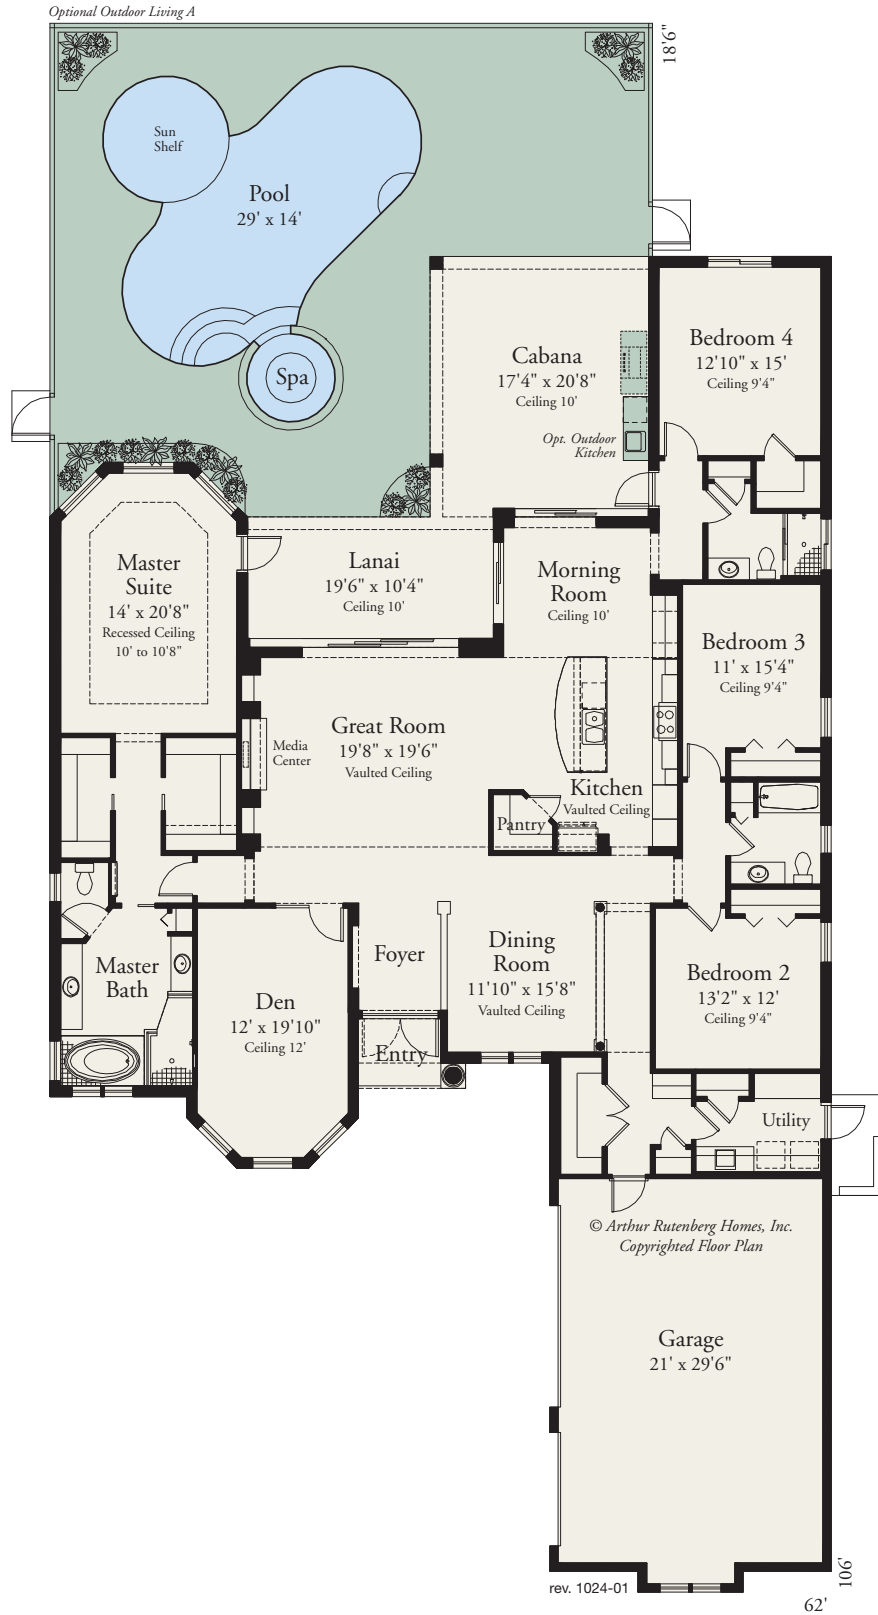 Optional Outdoor Living A
18'6"
Sun
Shelf
Pool
29' x 14'
Spa
Cabana
17'4" x 20'8"
Ceiling 10'
Opt. Outdoor
Kitchen
Bedroom 4
12'10" x 15'
Ceiling 9'4"
Master
Suite
14' x 20'8"
Recessed Ceiling
10' to 10'8"
Lanai
19'6" x 10'4"
Ceiling 10'
Morning
Room
Ceiling 10'
Bedroom 3
11' x 15'4"
Ceiling 9'4"
Great Room
19'8" x 19'6"
Vaulted Ceiling
Media
Center
Kitchen
Vaulted Ceiling
Pantry
Master
Bath
Den
12' x 19'10"
Ceiling 12'
Foyer
Entry
Dining
Room
11'10" x 15'8"
Vaulted Ceiling
Bedroom 2
13'2" x 12'
Ceiling 9'4"
Utility
© Arthur Rutenberg Homes, Inc.
Copyrighted Floor Plan
Garage
21' x 29'6"
rev. 1024-01
106'
62'